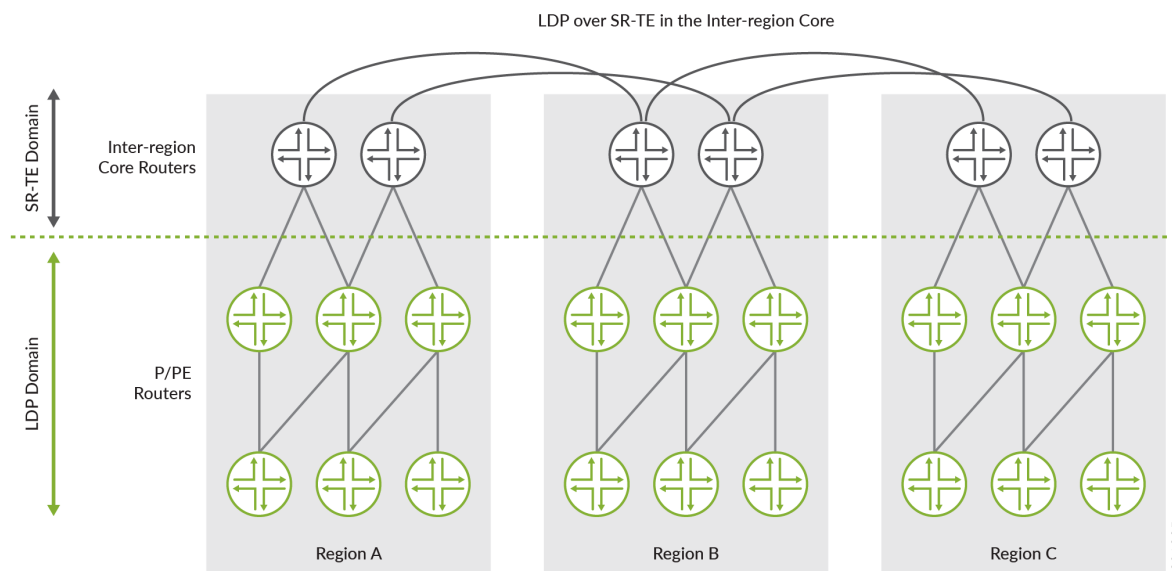 LDP over SR-TE in the Inter-region Core
SR-TE Domain
Inter-region
Core Routers
LDP Domain
P/PE
Routers
Region A
Region B
Region C